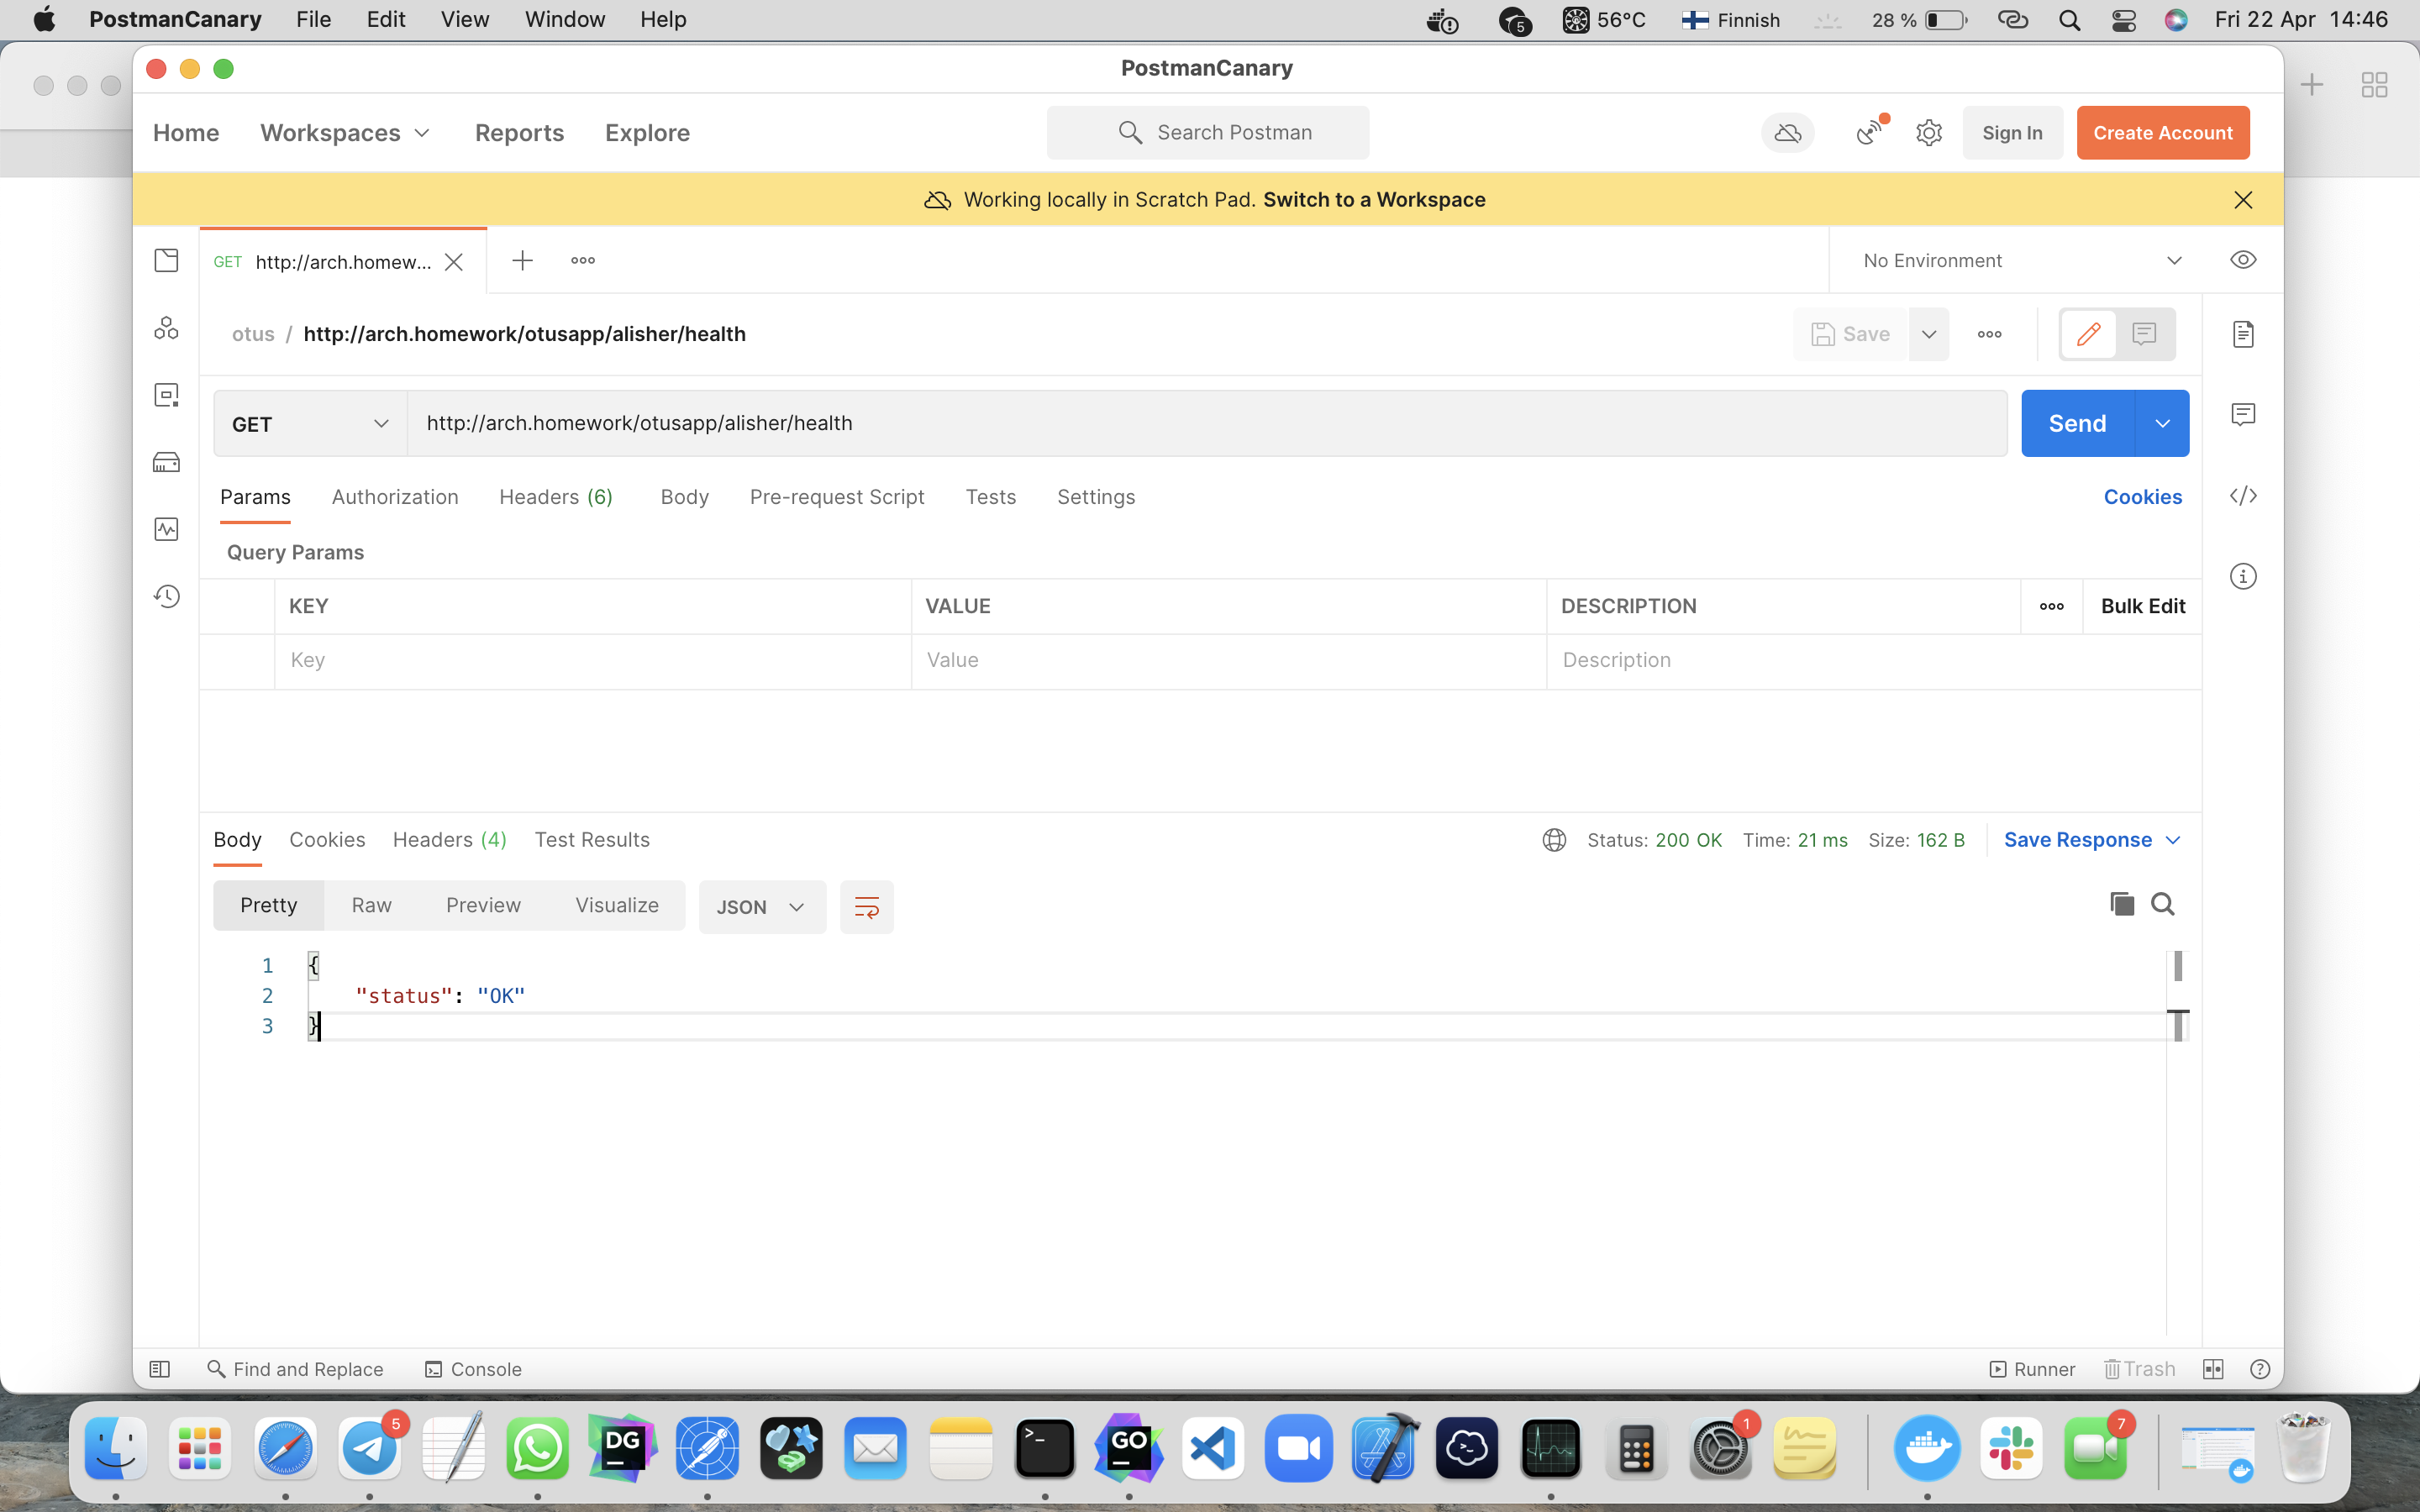 PostmanCanary File Edit View Window Help 5 56°C Finnish 28 % Fri 22 Apr 14:46
PostmanCanary
Home Workspaces Reports Explore Search Postman Sign In Create Account
Working locally in Scratch Pad. Switch to a Workspace
GET http://arch.homew... No Environment
otus / http://arch.homework/otusapp/alisher/health Save
GET http://arch.homework/otusapp/alisher/health Send
Params Authorization Headers (6) Body Pre-request Script Tests Settings Cookies
Query Params
KEY VALUE DESCRIPTION Bulk Edit
Key Value Description
Body Cookies Headers (4) Test Results Status: 200 OK Time: 21 ms Size: 162 B Save Response
Pretty Raw Preview Visualize JSON
1 {
2 "status": "OK"
3 }
Find and Replace Console Runner Trash
5 DG >_ GO 1 7